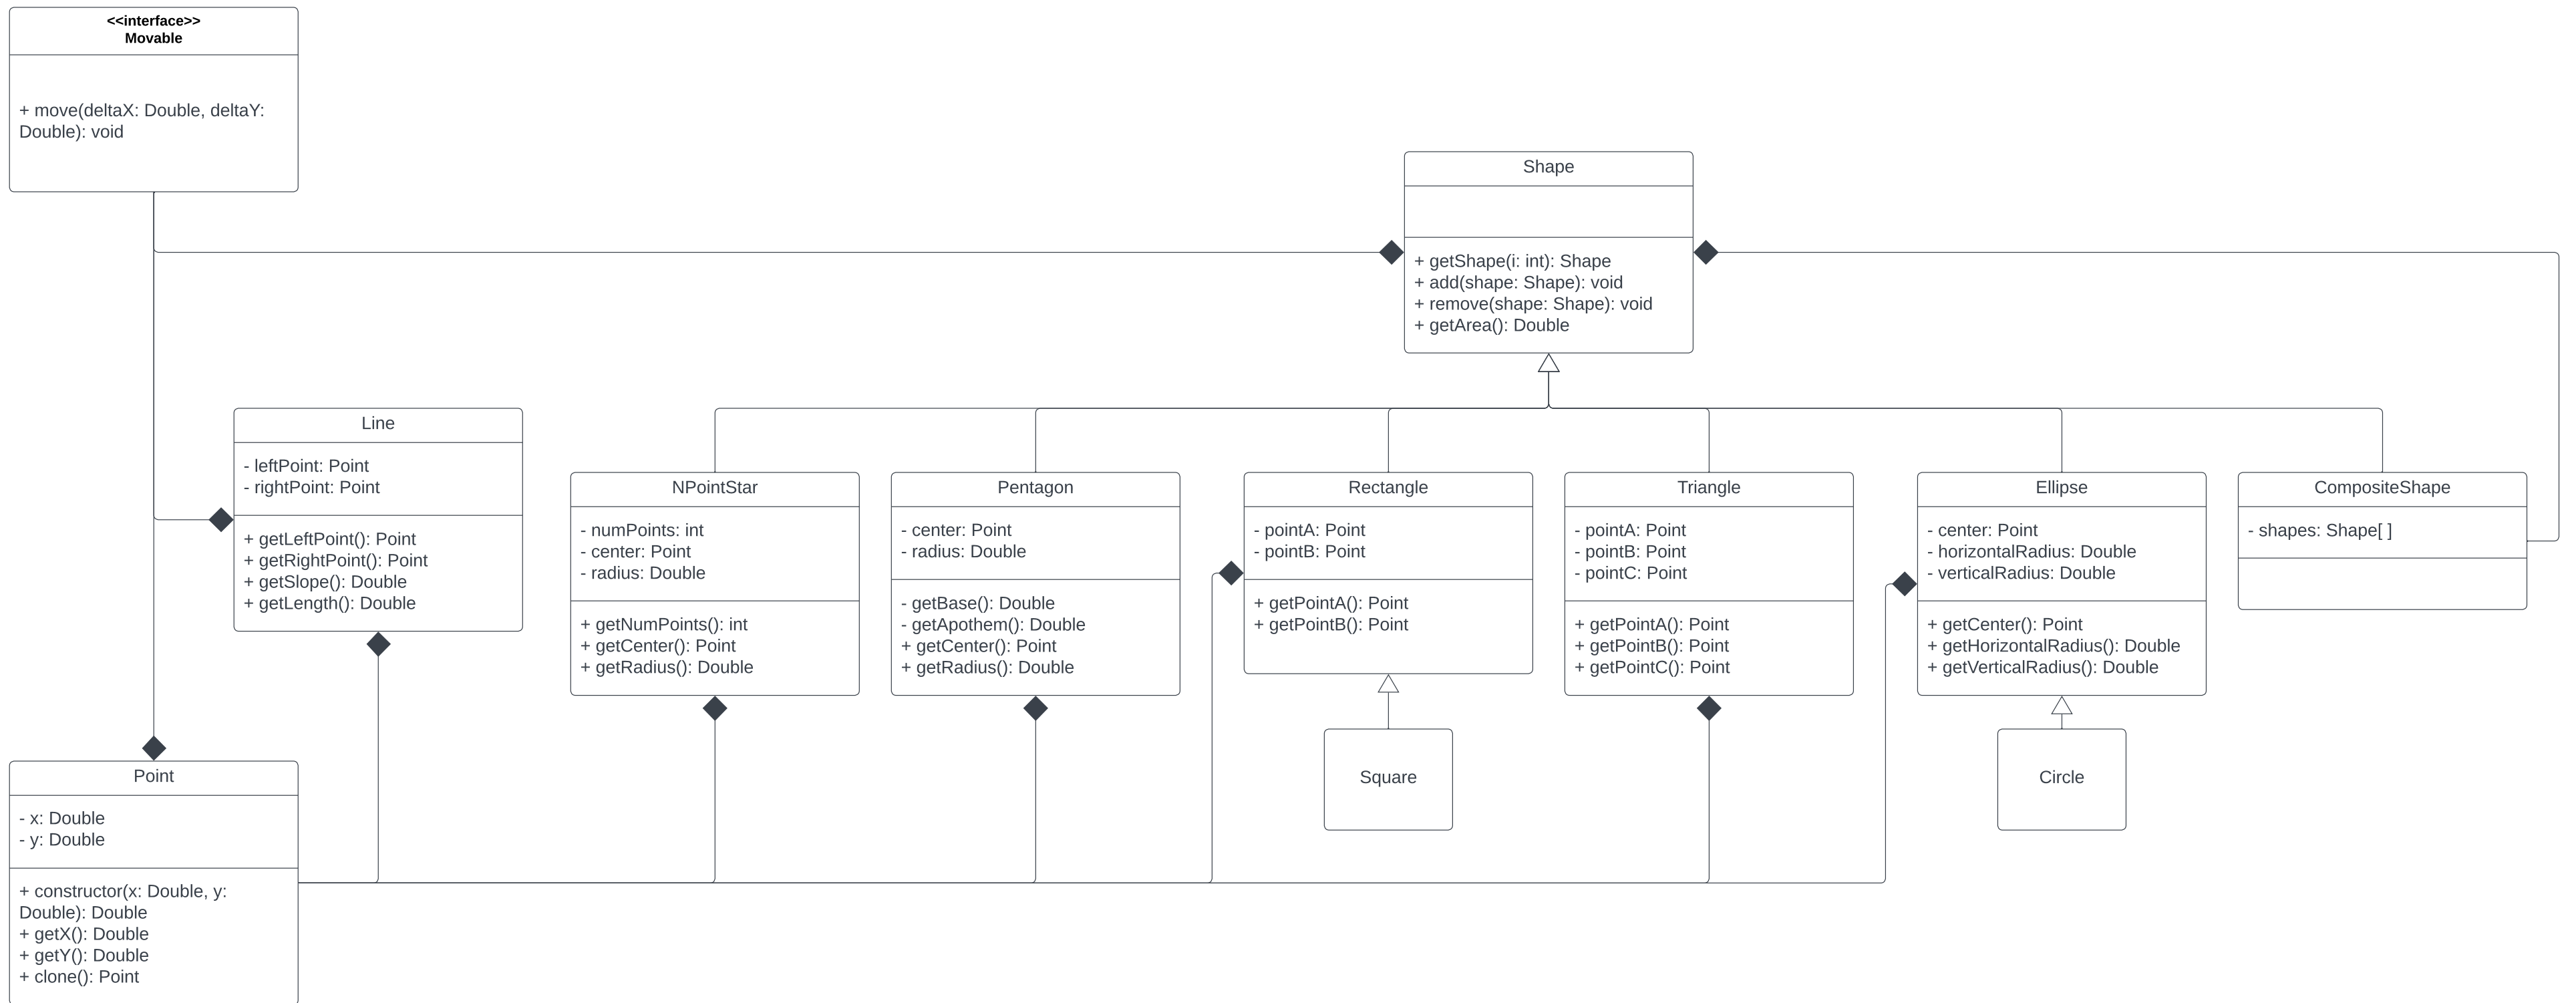 <<interface>>
Movable
+ move(deltaX: Double, deltaY:
Double): void
Shape
+ getShape(i: int): Shape
+ add(shape: Shape): void
+ remove(shape: Shape): void
+ getArea(): Double
Line
- leftPoint: Point
- rightPoint: Point
+ getLeftPoint(): Point
+ getRightPoint(): Point
+ getSlope(): Double
+ getLength(): Double
NPointStar
- numPoints: int
- center: Point
- radius: Double
+ getNumPoints(): int
+ getCenter(): Point
+ getRadius(): Double
Pentagon
- center: Point
- radius: Double
- getBase(): Double
- getApothem(): Double
+ getCenter(): Point
+ getRadius(): Double
Rectangle
- pointA: Point
- pointB: Point
+ getPointA(): Point
+ getPointB(): Point
Triangle
- pointA: Point
- pointB: Point
- pointC: Point
+ getPointA(): Point
+ getPointB(): Point
+ getPointC(): Point
Ellipse
- center: Point
- horizontalRadius: Double
- verticalRadius: Double
+ getCenter(): Point
+ getHorizontalRadius(): Double
+ getVerticalRadius(): Double
CompositeShape
- shapes: Shape[ ]
Square
Circle
Point
- x: Double
- y: Double
+ constructor(x: Double, y:
Double): Double
+ getX(): Double
+ getY(): Double
+ clone(): Point